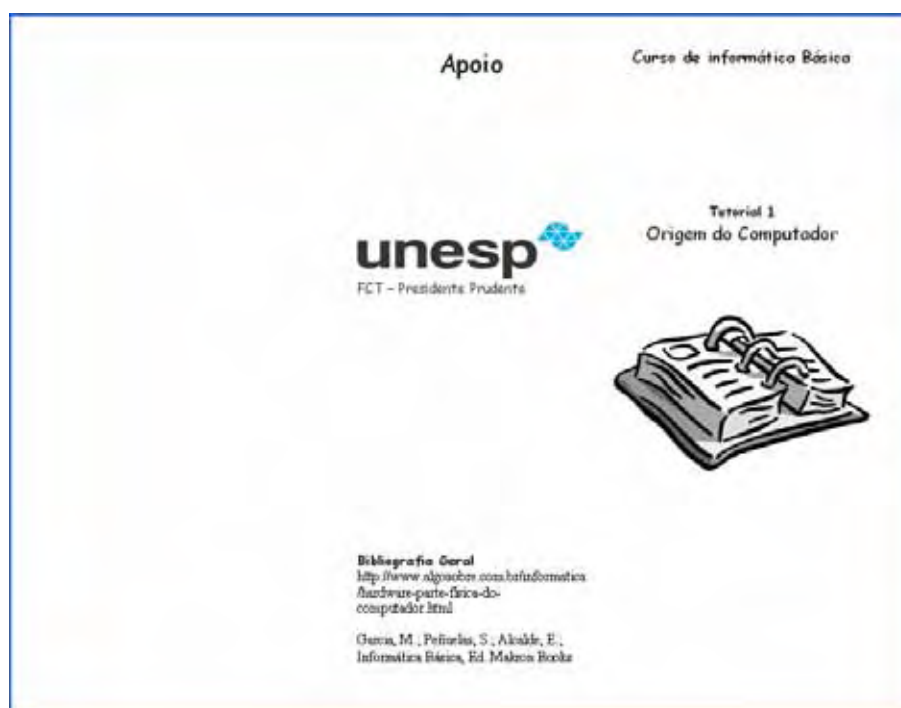 Apoio
unesp
FCT - Presidente Prudente
Bibliografia Geral
http://www.algosobre.com.br/informatica
/hardware-parte-fisica-do-
computador.html
Garcia, M.; Peñuelas, S.; Alcalde, E.;
Informática Básica, Ed. Makron Books
Curso de informática Básica
Tutorial 1
Origem do Computador